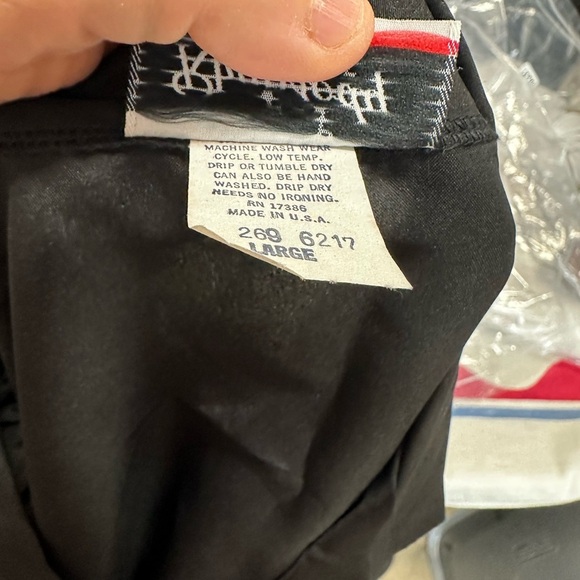 MACHINE WASH WEAR
CYCLE. LOW TEMP.
DRIP OR TUMBLE DRY
CAN ALSO BE HAND
WASHED. DRIP DRY
NEEDS NO IRONING.
RN 17386
MADE IN U.S.A.
269 6217
LARGE